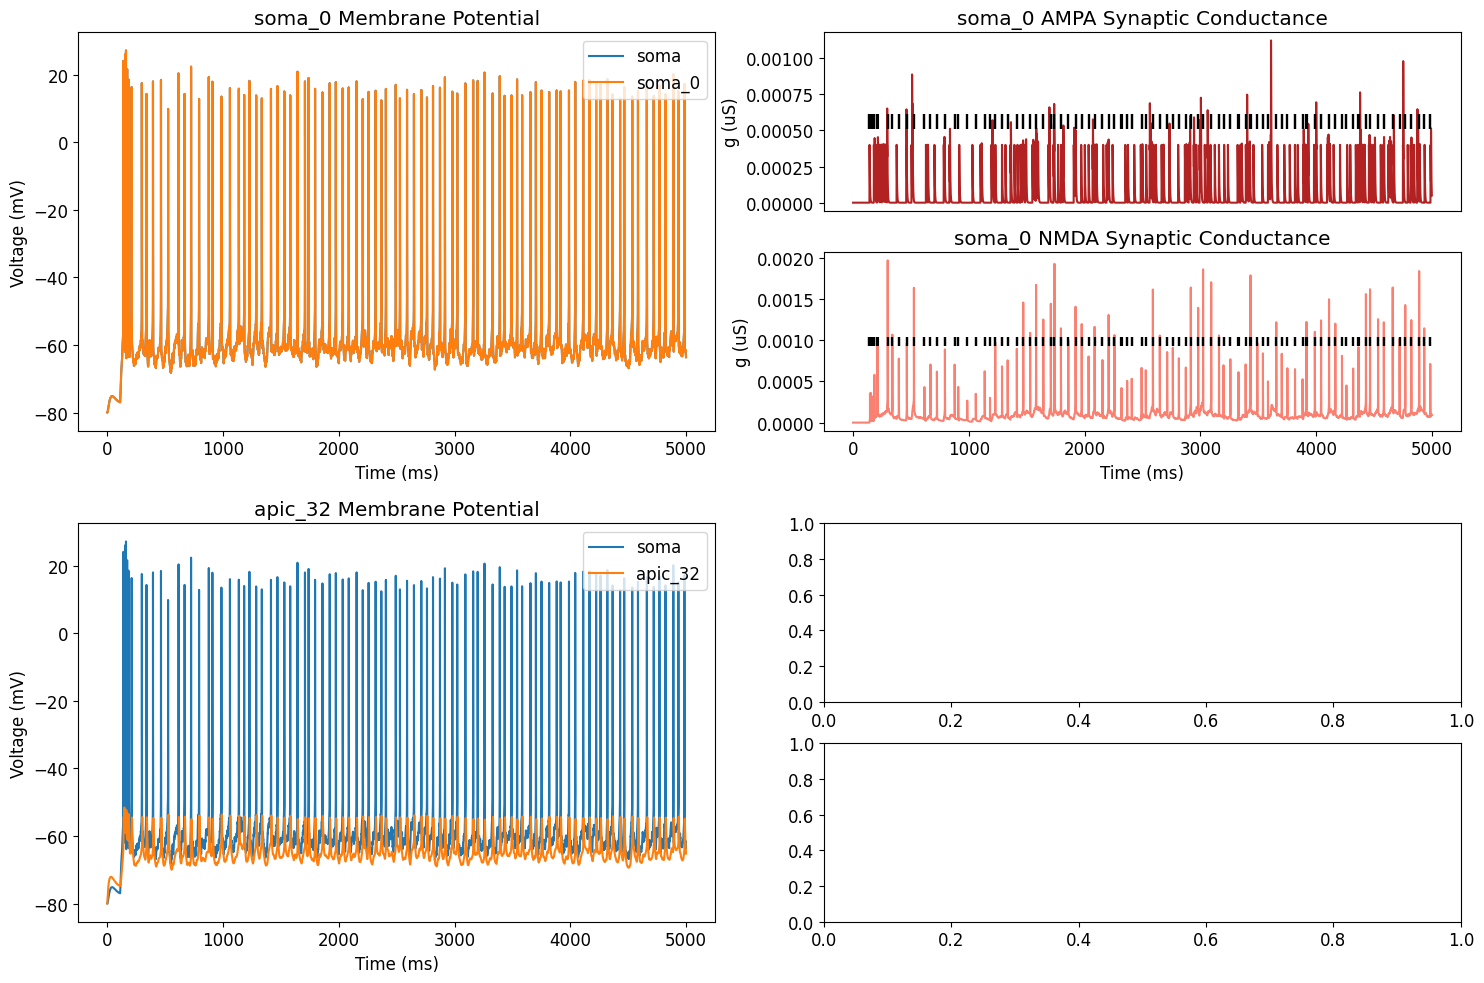 soma_0 Membrane Potential
20
0
−20
−40
−60
−80
Voltage (mV)
soma
soma_0
0 1000 2000 3000 4000 5000
Time (ms)
soma_0 AMPA Synaptic Conductance
0.00100
0.00075
0.00050
0.00025
0.00000
g (uS)
soma_0 NMDA Synaptic Conductance
0.0020
0.0015
0.0010
0.0005
0.0000
g (uS)
0 1000 2000 3000 4000 5000
Time (ms)
apic_32 Membrane Potential
20
0
−20
−40
−60
−80
Voltage (mV)
soma
apic_32
0 1000 2000 3000 4000 5000
Time (ms)
1.0
0.8
0.6
0.4
0.2
0.0
0.0 0.2 0.4 0.6 0.8 1.0
1.0
0.8
0.6
0.4
0.2
0.0
0.0 0.2 0.4 0.6 0.8 1.0